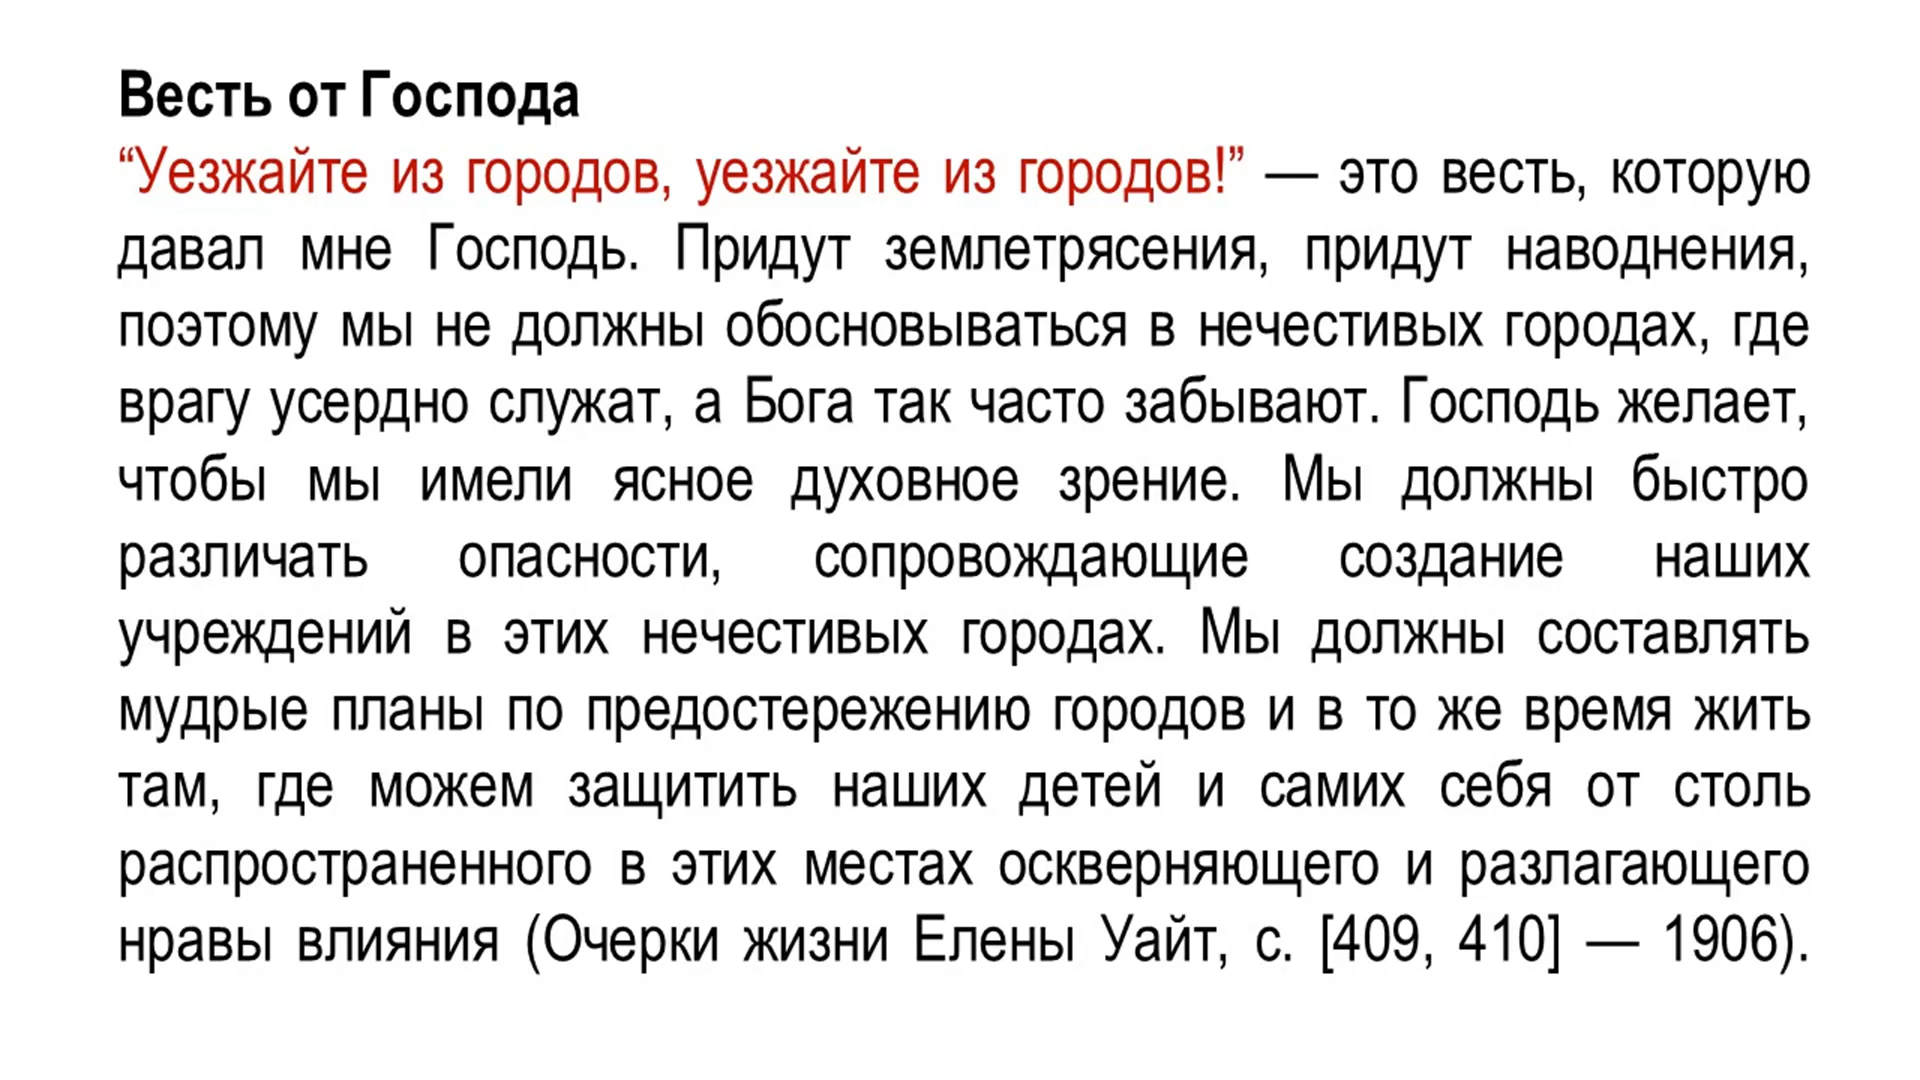 Весть от Господа
“Уезжайте из городов, уезжайте из городов!” — это весть, которую
давал мне Господь. Придут землетрясения, придут наводнения,
поэтому мы не должны обосновываться в нечестивых городах, где
врагу усердно служат, а Бога так часто забывают. Господь желает,
чтобы мы имели ясное духовное зрение. Мы должны быстро
различать опасности, сопровождающие создание наших
учреждений в этих нечестивых городах. Мы должны составлять
мудрые планы по предостережению городов и в то же время жить
там, где можем защитить наших детей и самих себя от столь
распространенного в этих местах оскверняющего и разлагающего
нравы влияния (Очерки жизни Елены Уайт, с. [409, 410] — 1906).